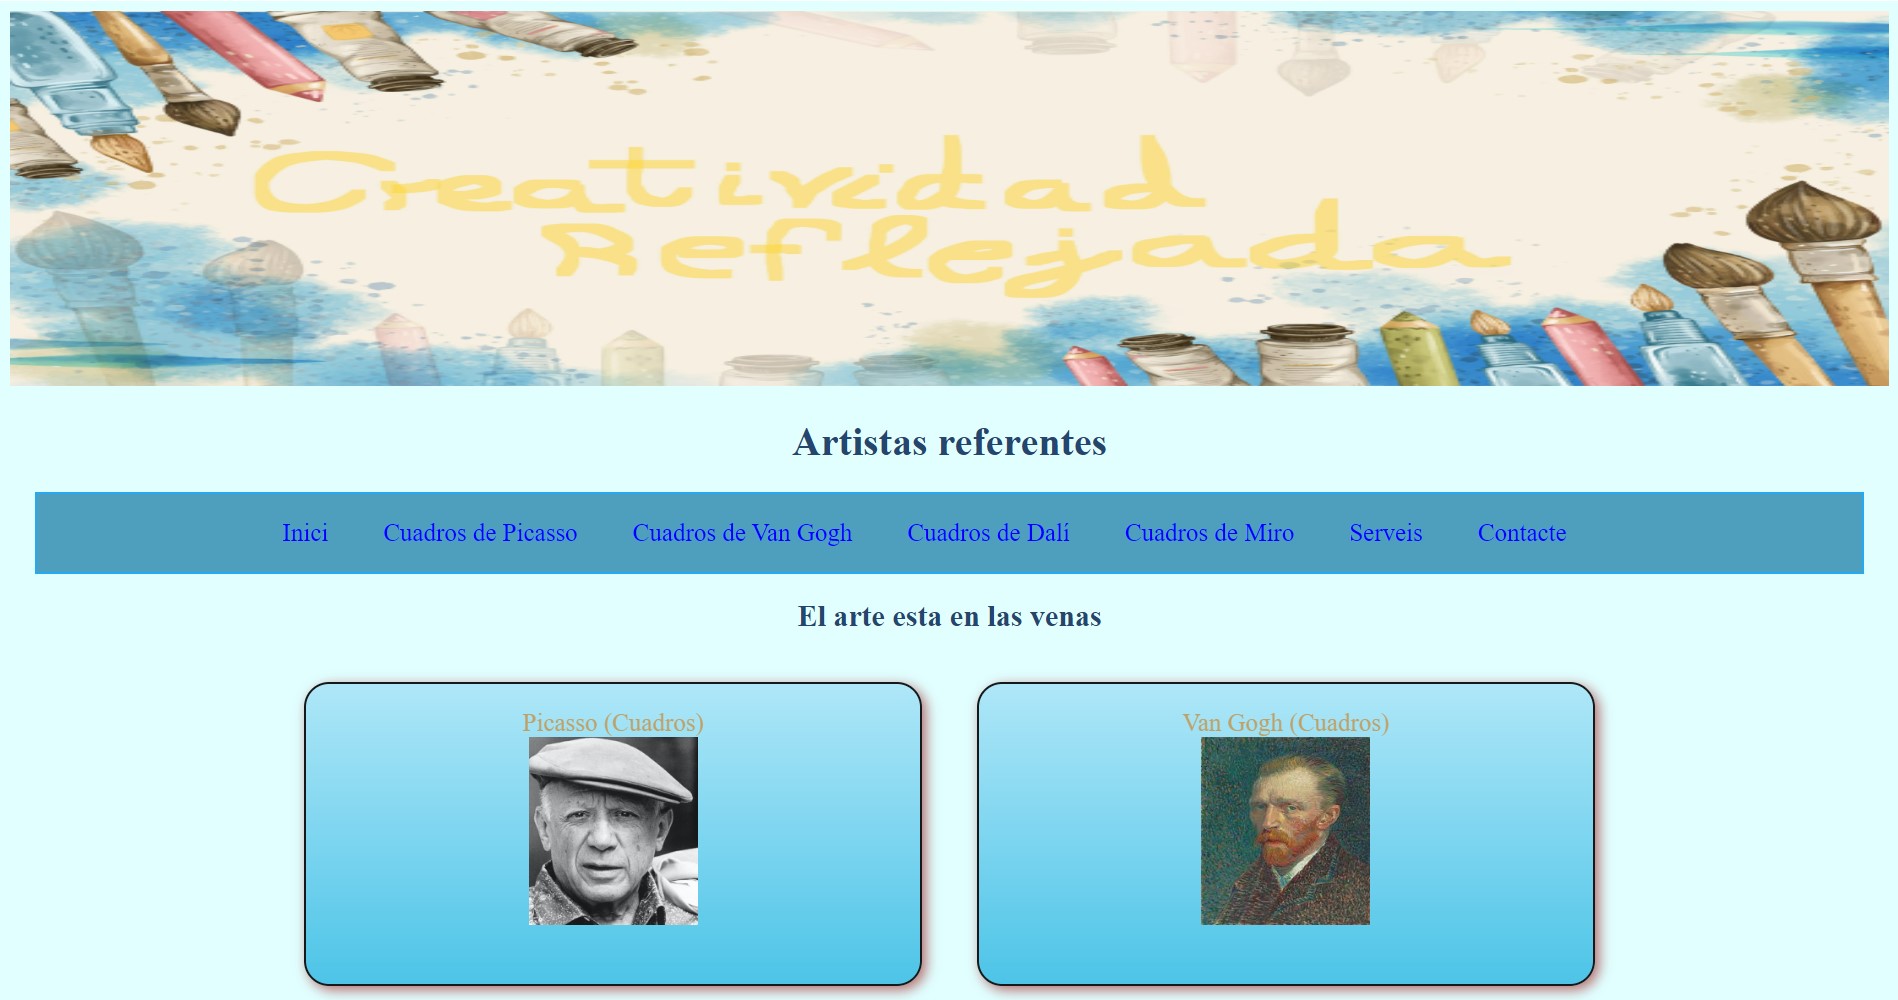 Creatividad
Reflejada
Artistas referentes
Inici Cuadros de Picasso Cuadros de Van Gogh Cuadros de Dalí Cuadros de Miro Serveis Contacte
El arte esta en las venas
Picasso (Cuadros) Van Gogh (Cuadros)